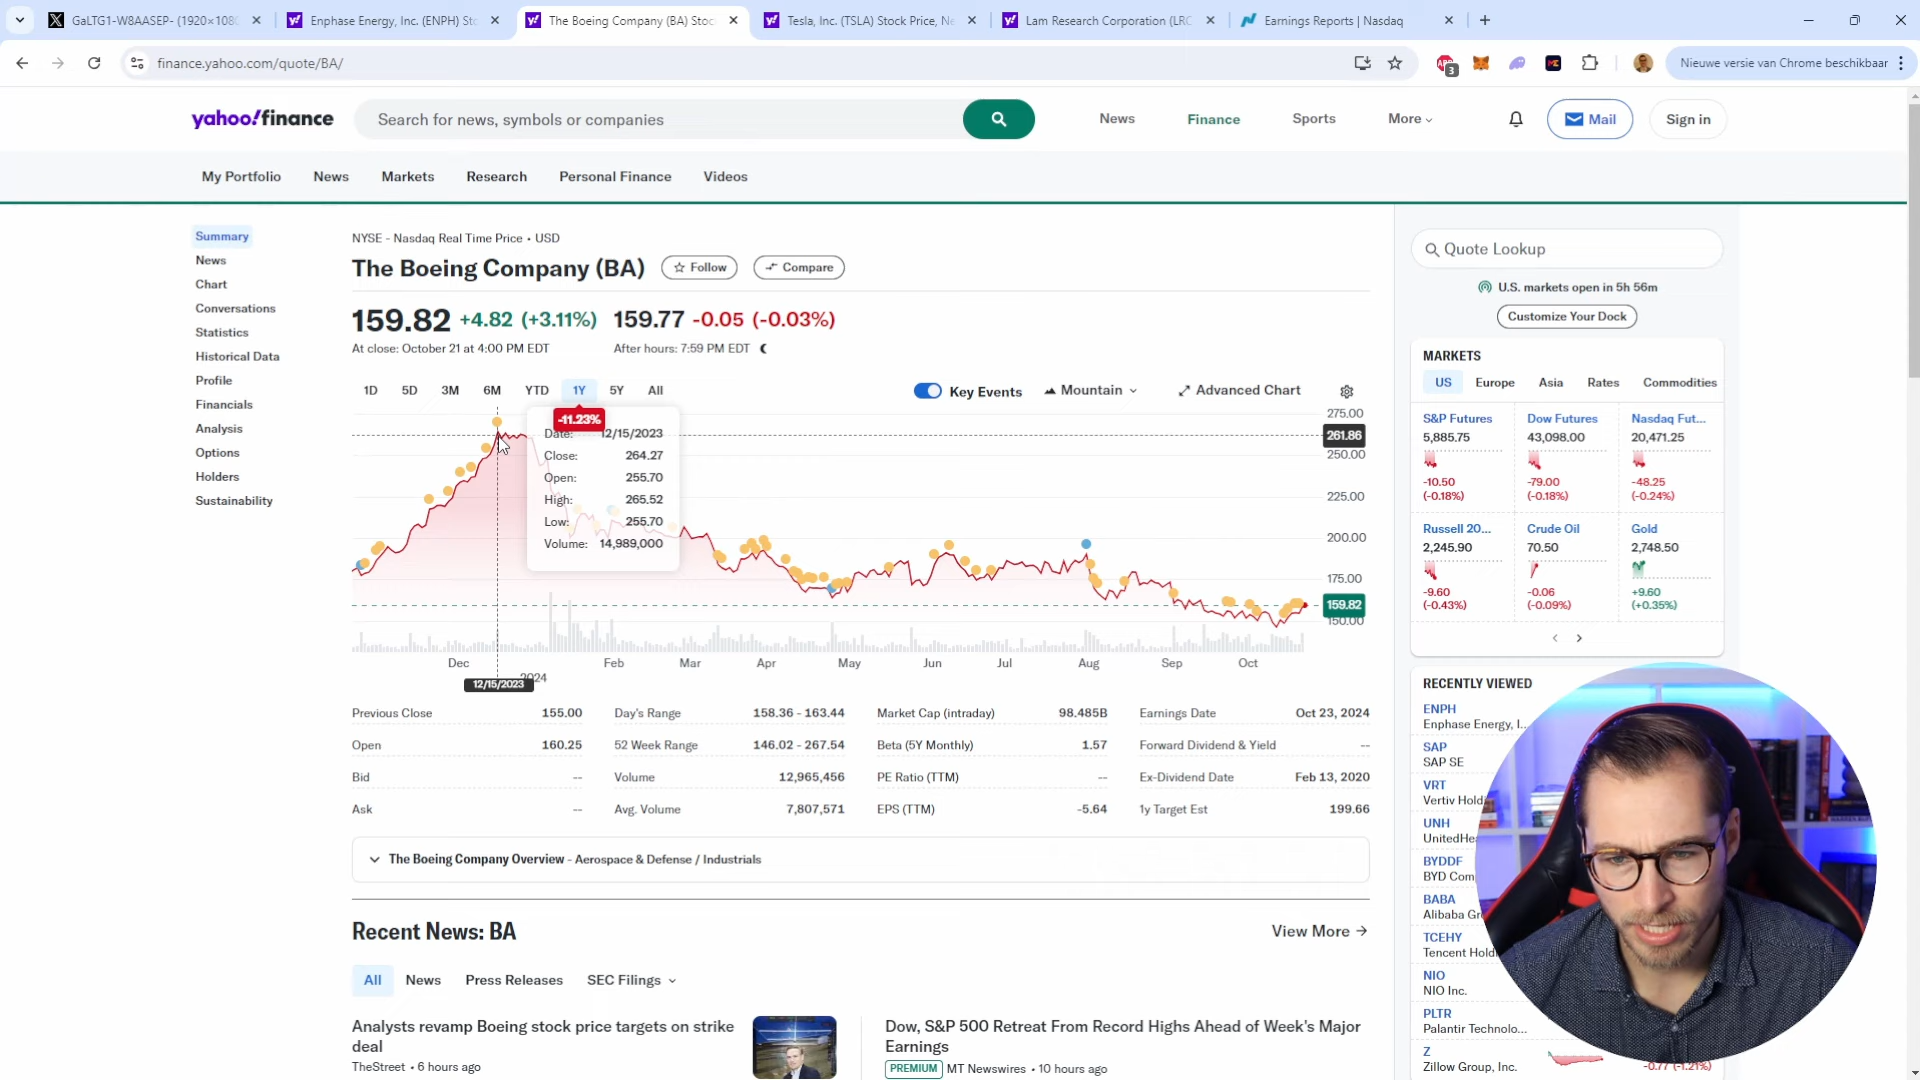 GaLTG1-W8AASEP- (1920×1080
Enphase Energy, Inc. (ENPH) Sto
The Boeing Company (BA) Stoc
Tesla, Inc. (TSLA) Stock Price, Ne
Lam Research Corporation (LRC
Earnings Reports | Nasdaq
finance.yahoo.com/quote/BA/
3
Nieuwe versie van Chrome beschikbaar
yahoo!finance
Search for news, symbols or companies
News
Finance
Sports
More
Mail
Sign in
My Portfolio
News
Markets
Research
Personal Finance
Videos
Summary
News
Chart
Conversations
Statistics
Historical Data
Profile
Financials
Analysis
Options
Holders
Sustainability
NYSE - Nasdaq Real Time Price • USD
The Boeing Company (BA)
Follow
Compare
159.82 +4.82 (+3.11%)
At close: October 21 at 4:00 PM EDT
159.77 -0.05 (-0.03%)
After hours: 7:59 PM EDT
1D 5D 3M 6M YTD 1Y 5Y All
Key Events
Mountain
Advanced Chart
-11.23%
Date: 12/15/2023
Close: 264.27
Open: 255.70
High: 265.52
Low: 255.70
Volume: 14,989,000
275.00
261.86
250.00
225.00
200.00
175.00
159.82
150.00
Dec 2024 Feb Mar Apr May Jun Jul Aug Sep Oct
12/15/2023
Previous Close 155.00
Open 160.25
Bid --
Ask --
Day's Range 158.36 - 163.44
52 Week Range 146.02 - 267.54
Volume 12,965,456
Avg. Volume 7,807,571
Market Cap (intraday) 98.485B
Beta (5Y Monthly) 1.57
PE Ratio (TTM) --
EPS (TTM) -5.64
Earnings Date Oct 23, 2024
Forward Dividend & Yield --
Ex-Dividend Date Feb 13, 2020
1y Target Est 199.66
The Boeing Company Overview - Aerospace & Defense / Industrials
Recent News: BA
View More
All
News
Press Releases
SEC Filings
Analysts revamp Boeing stock price targets on strike
deal
TheStreet • 6 hours ago
Dow, S&P 500 Retreat From Record Highs Ahead of Week's Major
Earnings
PREMIUM MT Newswires • 10 hours ago
Quote Lookup
U.S. markets open in 5h 56m
Customize Your Dock
MARKETS
US Europe Asia Rates Commodities
S&P Futures
5,885.75
-10.50
(-0.18%)
Dow Futures
43,098.00
-79.00
(-0.18%)
Nasdaq Fut...
20,471.25
-48.25
(-0.24%)
Russell 20...
2,245.90
-9.60
(-0.43%)
Crude Oil
70.50
-0.06
(-0.09%)
Gold
2,748.50
+9.60
(+0.35%)
RECENTLY VIEWED
ENPH
Enphase Energy, I...
SAP
SAP SE
VRT
Vertiv Hold
UNH
UnitedHea
BYDDF
BYD Com
BABA
Alibaba Gr
TCEHY
Tencent Holdi
NIO
NIO Inc.
PLTR
Palantir Technolo...
Z
Zillow Group, Inc.
-0.77 (-1.21%)